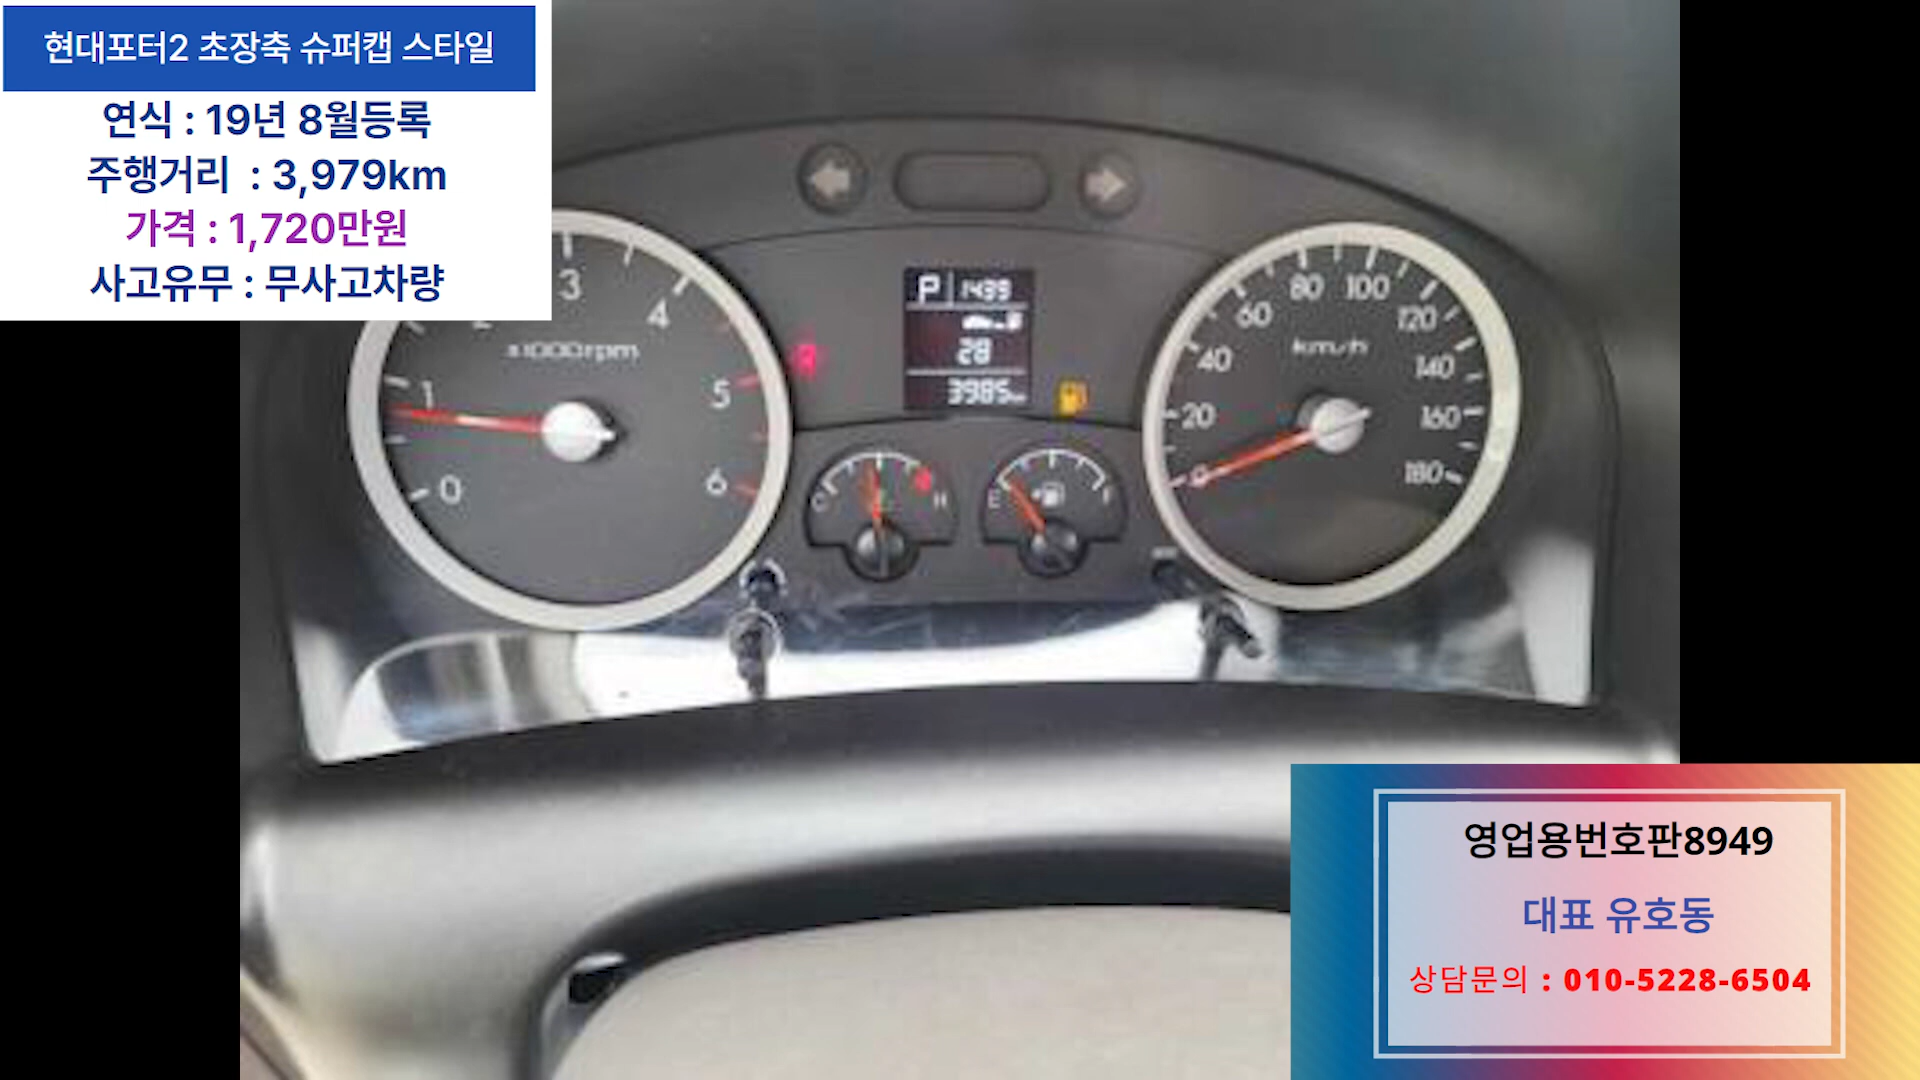 현대포터2 초장축 슈퍼캡 스타일
연식 : 19년 8월등록
주행거리 : 3,979km
가격 : 1,720만원
사고유무 : 무사고차량
3
4
x1000rpm
1
5
0
6
P 1439
28
3985km
C H
E F
80 100
60 120
km/h
40 140
20 160
0 180
영업용번호판8949
대표 유호동
상담문의 : 010-5228-6504